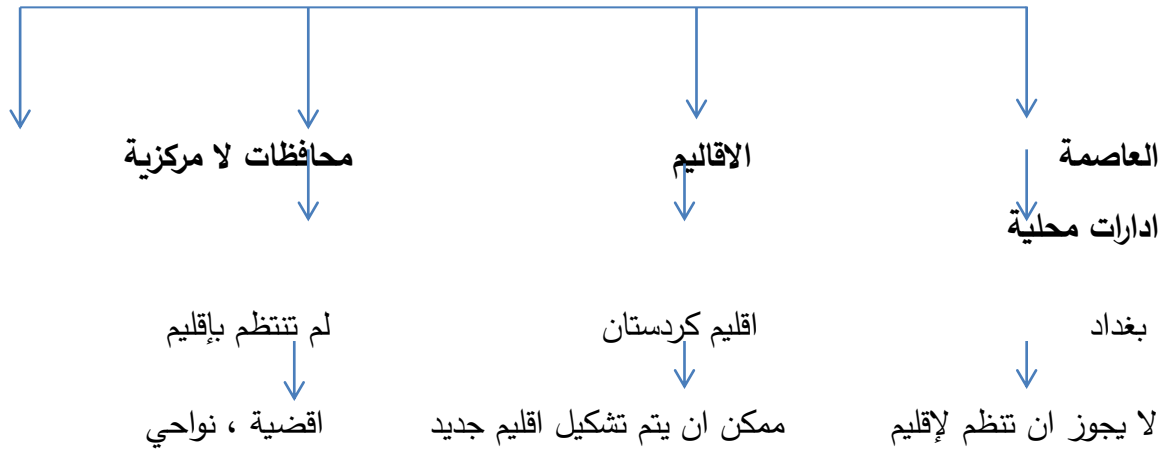 العاصمة الاقاليم محافظات لا مركزية
ادارات محلية
بغداد اقليم كردستان لم تنتظم بإقليم
لا يجوز ان تنظم لإقليم ممكن ان يتم تشكيل اقليم جديد اقضية ، نواحي